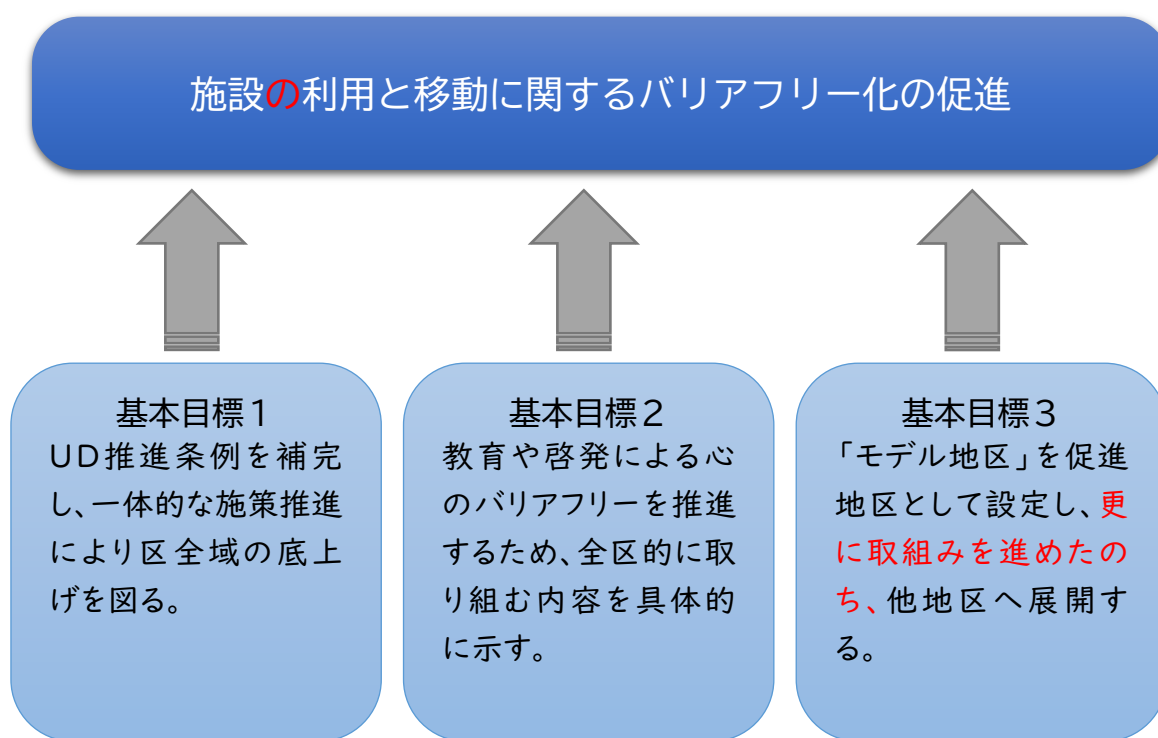 施設の利用と移動に関するバリアフリー化の促進
基本目標1
UD推進条例を補完
し、一体的な施策推進
により区全域の底上
げを図る。
基本目標2
教育や啓発による心
のバリアフリーを推進
するため、全区的に取
り組む内容を具体的
に示す。
基本目標3
「モデル地区」を促進
地区として設定し、更
に取組みを進めたの
ち、他地区へ展開す
る。